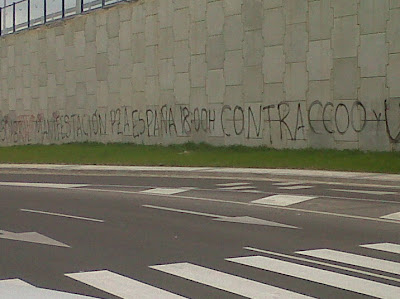 MANIFESTACIÓN PZA ESPAÑA 18:00H CONTRA CCOO Y U